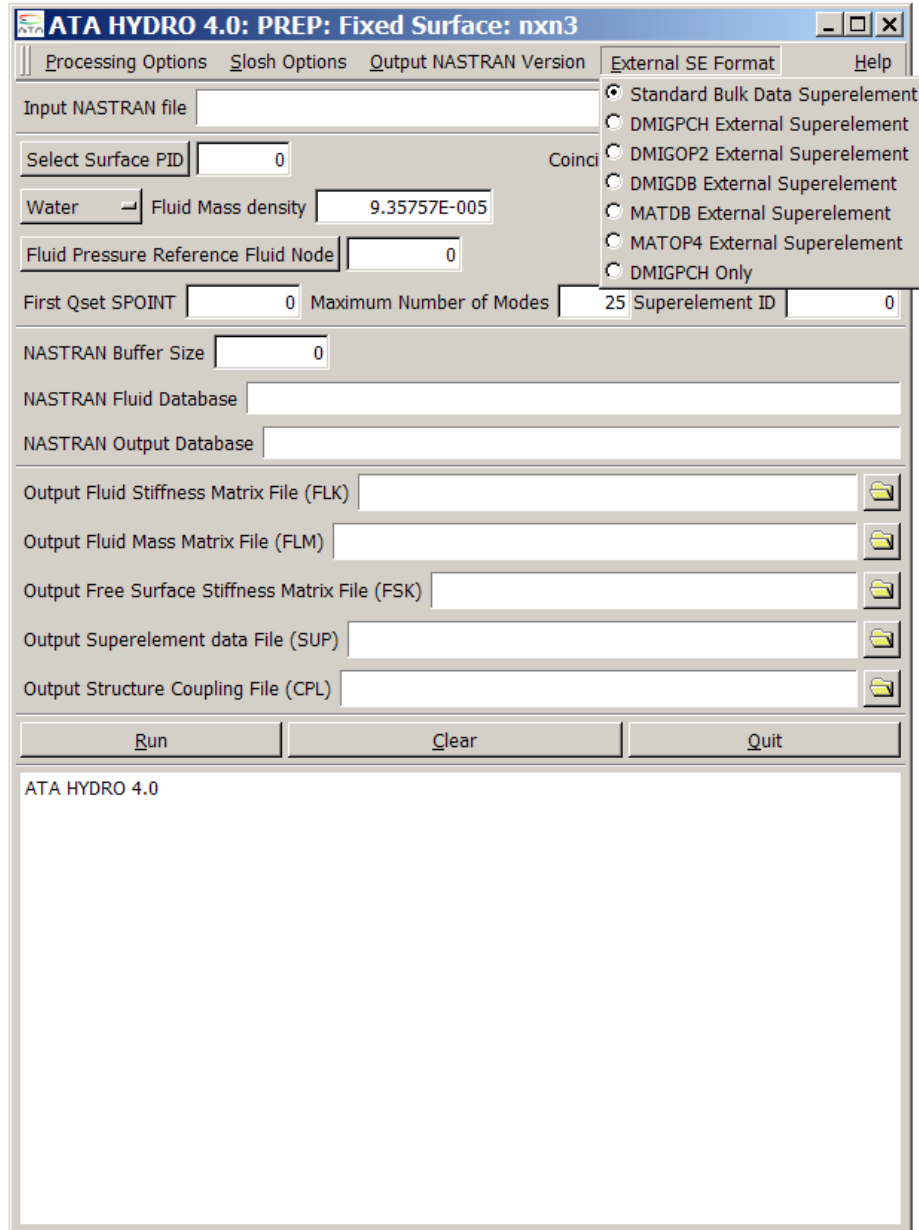 ATA HYDRO 4.0: PREP: Fixed Surface: nxn3
Processing Options Slosh Options Output NASTRAN Version External SE Format Help
Input NASTRAN file
Standard Bulk Data Superelement
DMIGPCH External Superelement
DMIGOP2 External Superelement
DMIGDB External Superelement
MATDB External Superelement
MATOP4 External Superelement
DMIGPCH Only
Select Surface PID 0 Coinci
Water Fluid Mass density 9.35757E-005
Fluid Pressure Reference Fluid Node 0
First Qset SPOINT 0 Maximum Number of Modes 25 Superelement ID 0
NASTRAN Buffer Size 0
NASTRAN Fluid Database
NASTRAN Output Database
Output Fluid Stiffness Matrix File (FLK)
Output Fluid Mass Matrix File (FLM)
Output Free Surface Stiffness Matrix File (FSK)
Output Superelement data File (SUP)
Output Structure Coupling File (CPL)
Run Clear Quit
ATA HYDRO 4.0